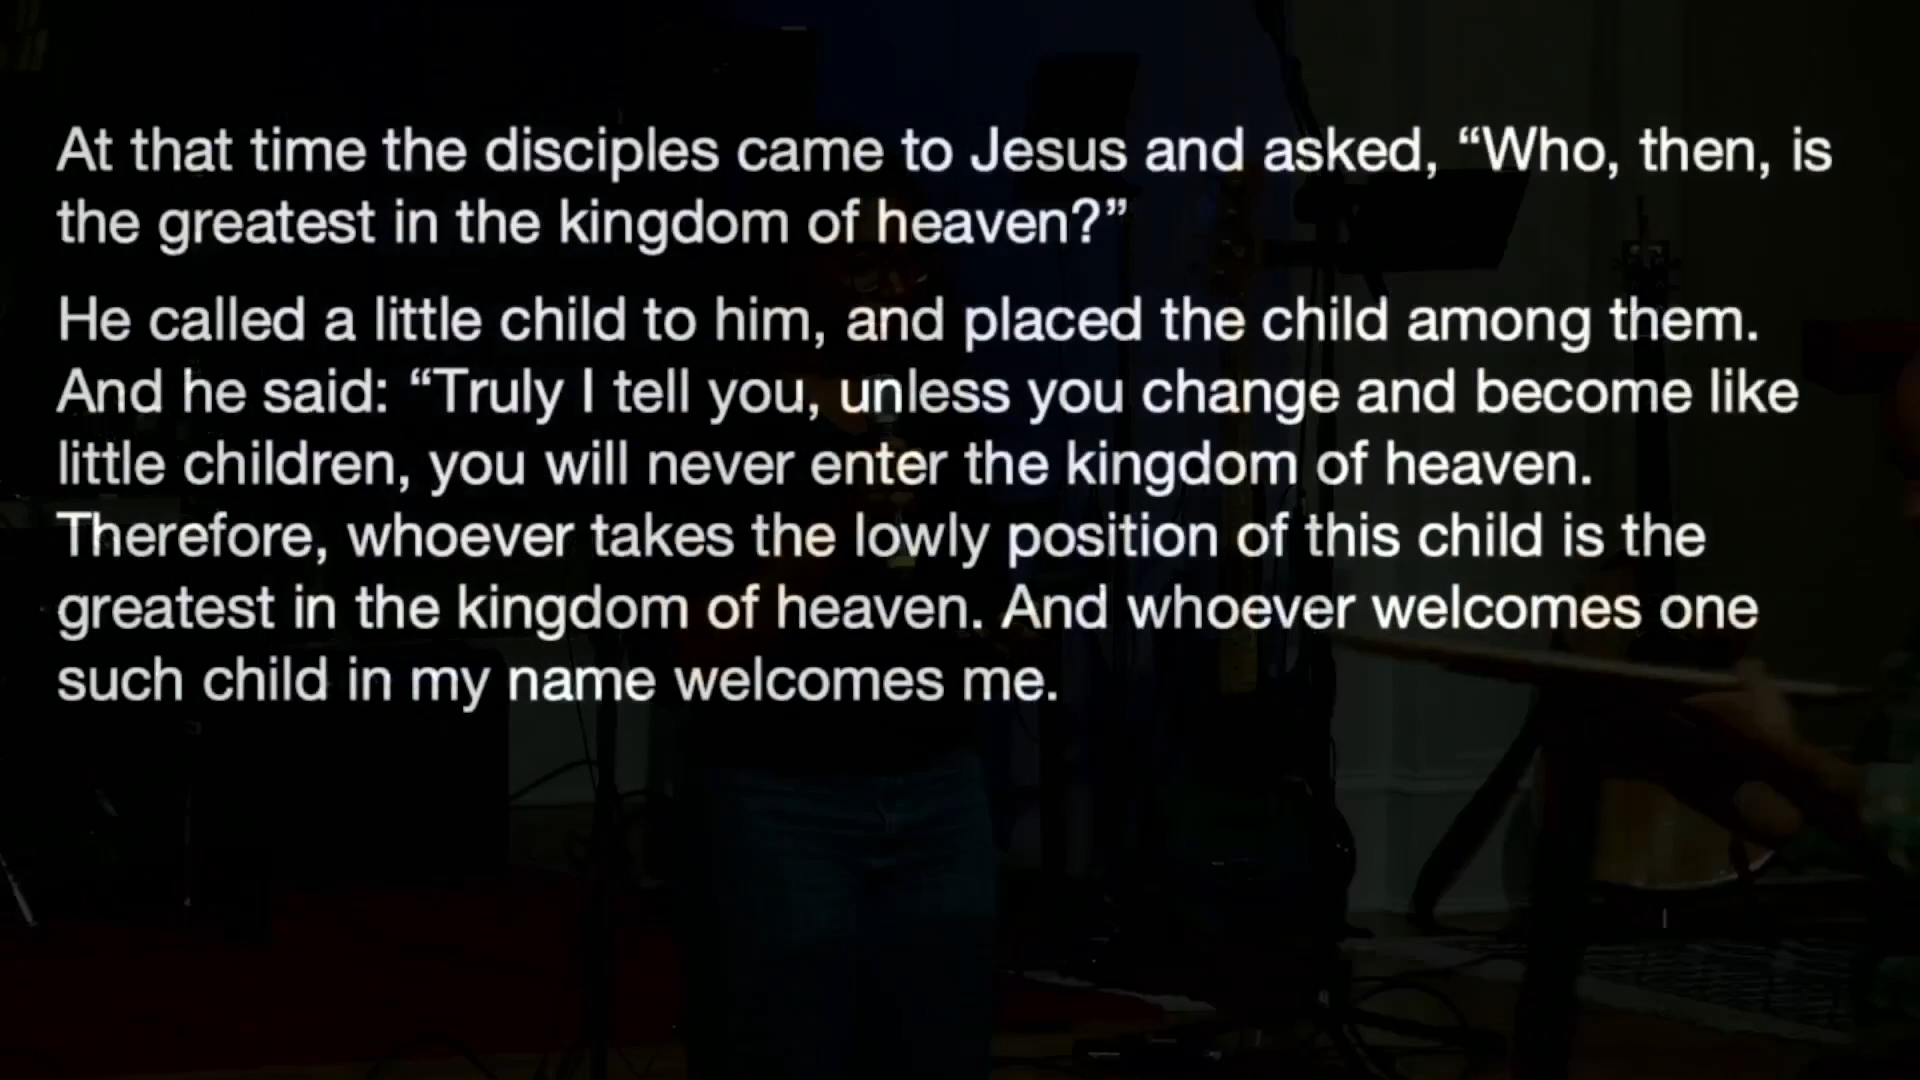 At that time the disciples came to Jesus and asked, “Who, then, is
the greatest in the kingdom of heaven?”
He called a little child to him, and placed the child among them.
And he said: “Truly I tell you, unless you change and become like
little children, you will never enter the kingdom of heaven.
Therefore, whoever takes the lowly position of this child is the
greatest in the kingdom of heaven. And whoever welcomes one
such child in my name welcomes me.